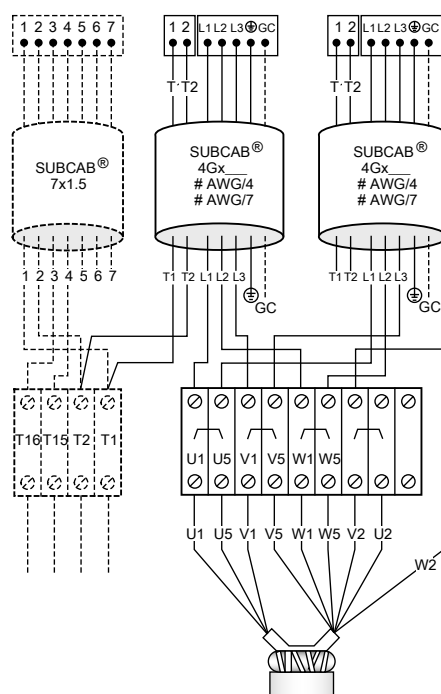 1 2 3 4 5 6 7
1 2 L1 L2 L3 GC
1 2 L1 L2 L3 GC
T T2
T T2
SUBCAB®
7x1.5
SUBCAB®
4Gx___
# AWG/4
# AWG/7
SUBCAB®
4Gx___
# AWG/4
# AWG/7
1 2 3 4 5 6 7
T1 T2 L1 L2 L3
GC
T1 T2 L1 L2 L3
GC
T16 T15 T2 T1
U1 U5 V1 V5 W1 W5
U1 U5 V1 V5 W1 W5 V2 U2
W2